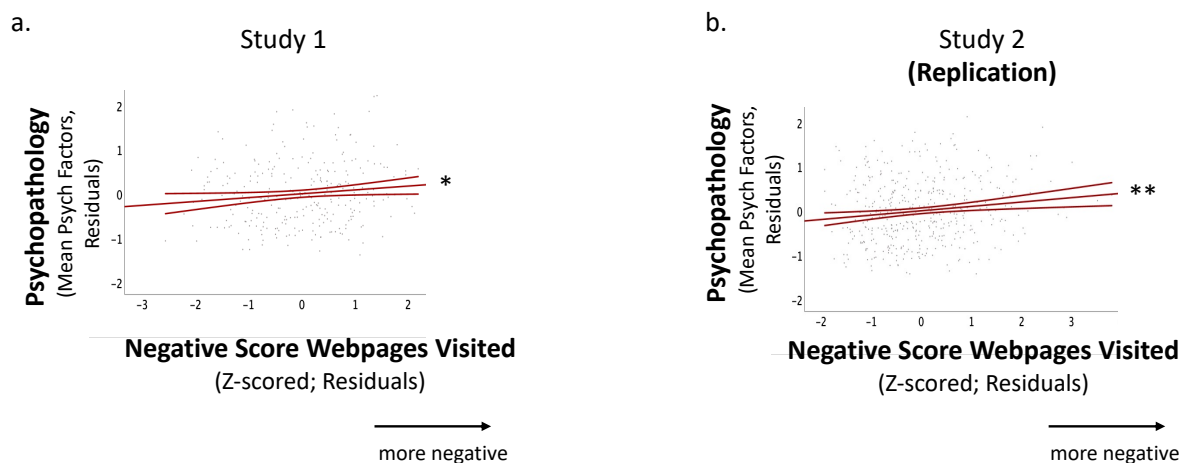 a.
Study 1
Psychopathology
(Mean Psych Factors,
Residuals)
2
1
0
−1
−2
*
−3
−2
−1
0
1
2
Negative Score Webpages Visited
(Z-scored; Residuals)
more negative
b.
Study 2
(Replication)
Psychopathology
(Mean Psych Factors,
Residuals)
2
1
0
−1
−2
**
−2
−1
0
1
2
3
Negative Score Webpages Visited
(Z-scored; Residuals)
more negative